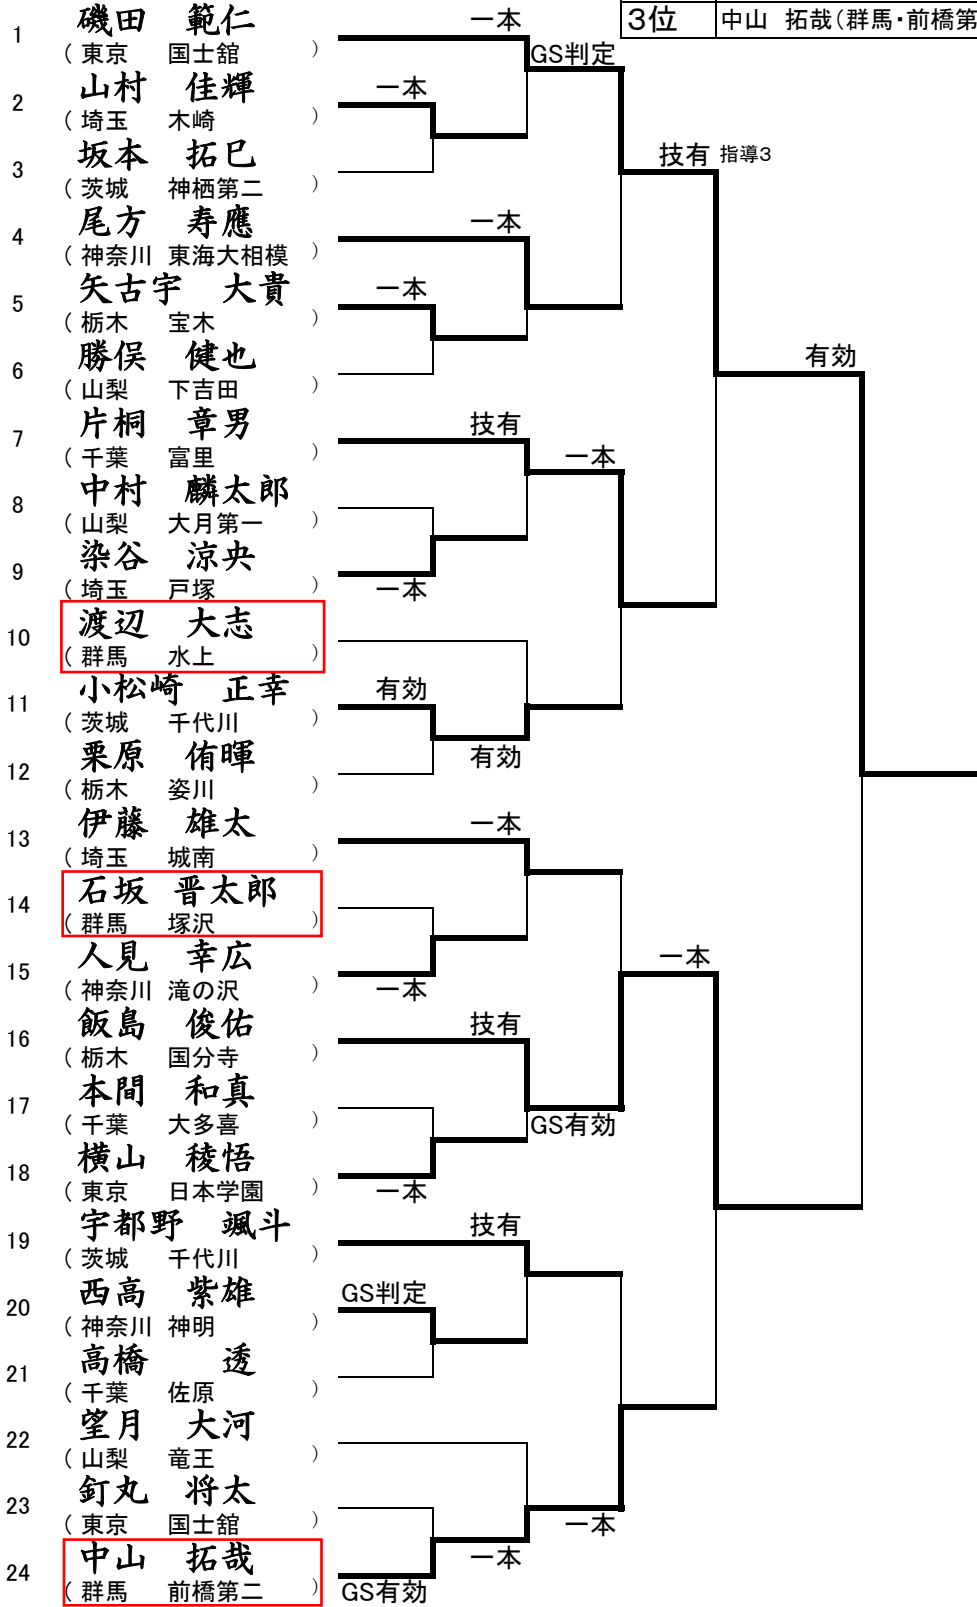 3位 中山 拓哉（群馬・前橋第
1 磯田 範仁 一本
（東京 国士舘） GS判定
2 山村 佳輝 一本
（埼玉 木崎）
3 坂本 拓巳 技有 指導3
（茨城 神栖第二）
4 尾方 寿應 一本
（神奈川 東海大相模）
5 矢古宇 大貴 一本
（栃木 宝木）
6 勝俣 健也 有効
（山梨 下吉田）
7 片桐 章男 技有
（千葉 富里） 一本
8 中村 麟太郎
（山梨 大月第一）
9 染谷 涼央
（埼玉 戸塚） 一本
10 渡辺 大志
（群馬 水上）
11 小松崎 正幸 有効
（茨城 千代川）
12 栗原 侑暉 有効
（栃木 姿川）
13 伊藤 雄太 一本
（埼玉 城南）
14 石坂 晋太郎
（群馬 塚沢）
15 人見 幸広 一本
（神奈川 滝の沢） 一本
16 飯島 俊佑 技有
（栃木 国分寺）
17 本間 和真
（千葉 大多喜） GS有効
18 横山 稜悟
（東京 日本学園） 一本
19 宇都野 颯斗 技有
（茨城 千代川）
20 西高 紫雄 GS判定
（神奈川 神明）
21 高橋 透
（千葉 佐原）
22 望月 大河
（山梨 竜王）
23 釘丸 将太
（東京 国士舘） 一本
24 中山 拓哉 一本
（群馬 前橋第二） GS有効